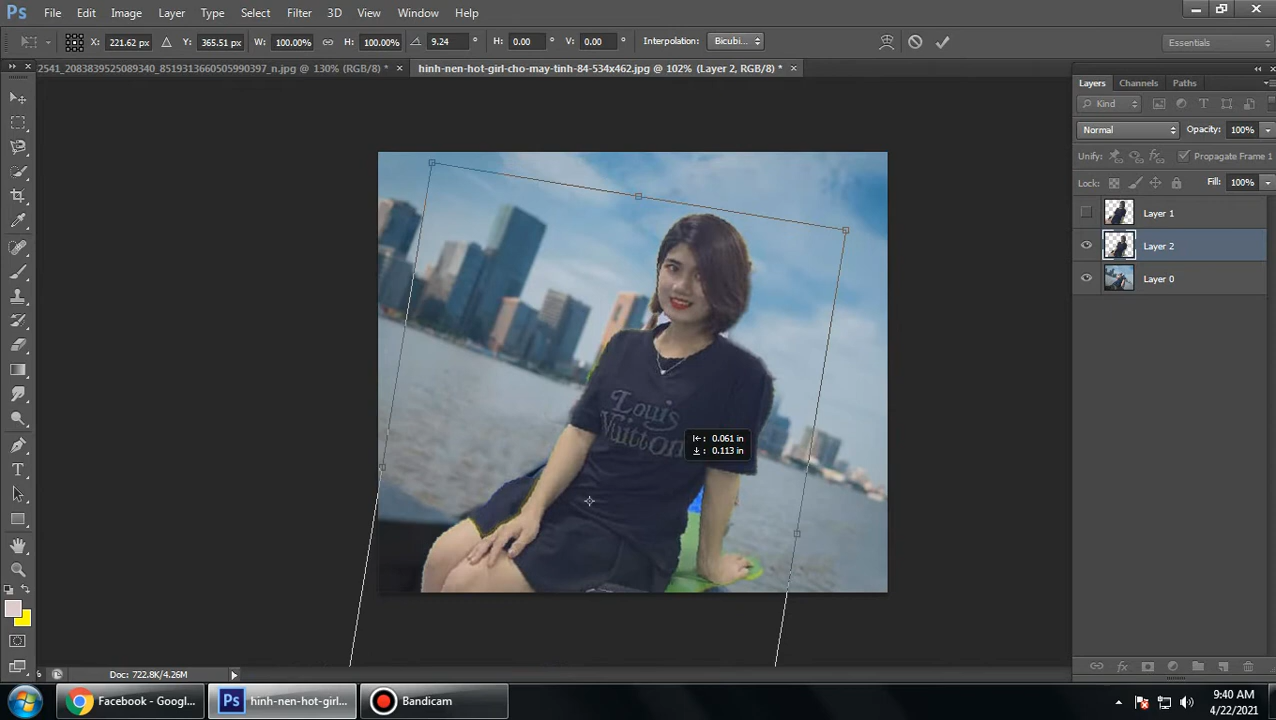 Ps File Edit Image Layer Type Select Filter 3D View Window Help
X: 221.62 px Y: 365.51 px W: 100.00% H: 100.00% 9.24 ° H: 0.00 ° V: 0.00 ° Interpolation: Bicubi... Essentials
2541_2083839525089340_8519313660505990397_n.jpg @ 130% (RGB/8) * × hinh-nen-hot-girl-cho-may-tinh-84-534x462.jpg @ 102% (Layer 2, RGB/8) * ×
Layers Channels Paths
Kind
Normal Opacity: 100%
Unify: Propagate Frame 1
Lock: Fill: 100%
Layer 1
Layer 2
Layer 0
Louis
Vuitton
0.061 in
0.113 in
% Doc: 722.8K/4.26M
Facebook - Googl... Ps hinh-nen-hot-girl... Bandicam
9:40 AM
4/22/2021